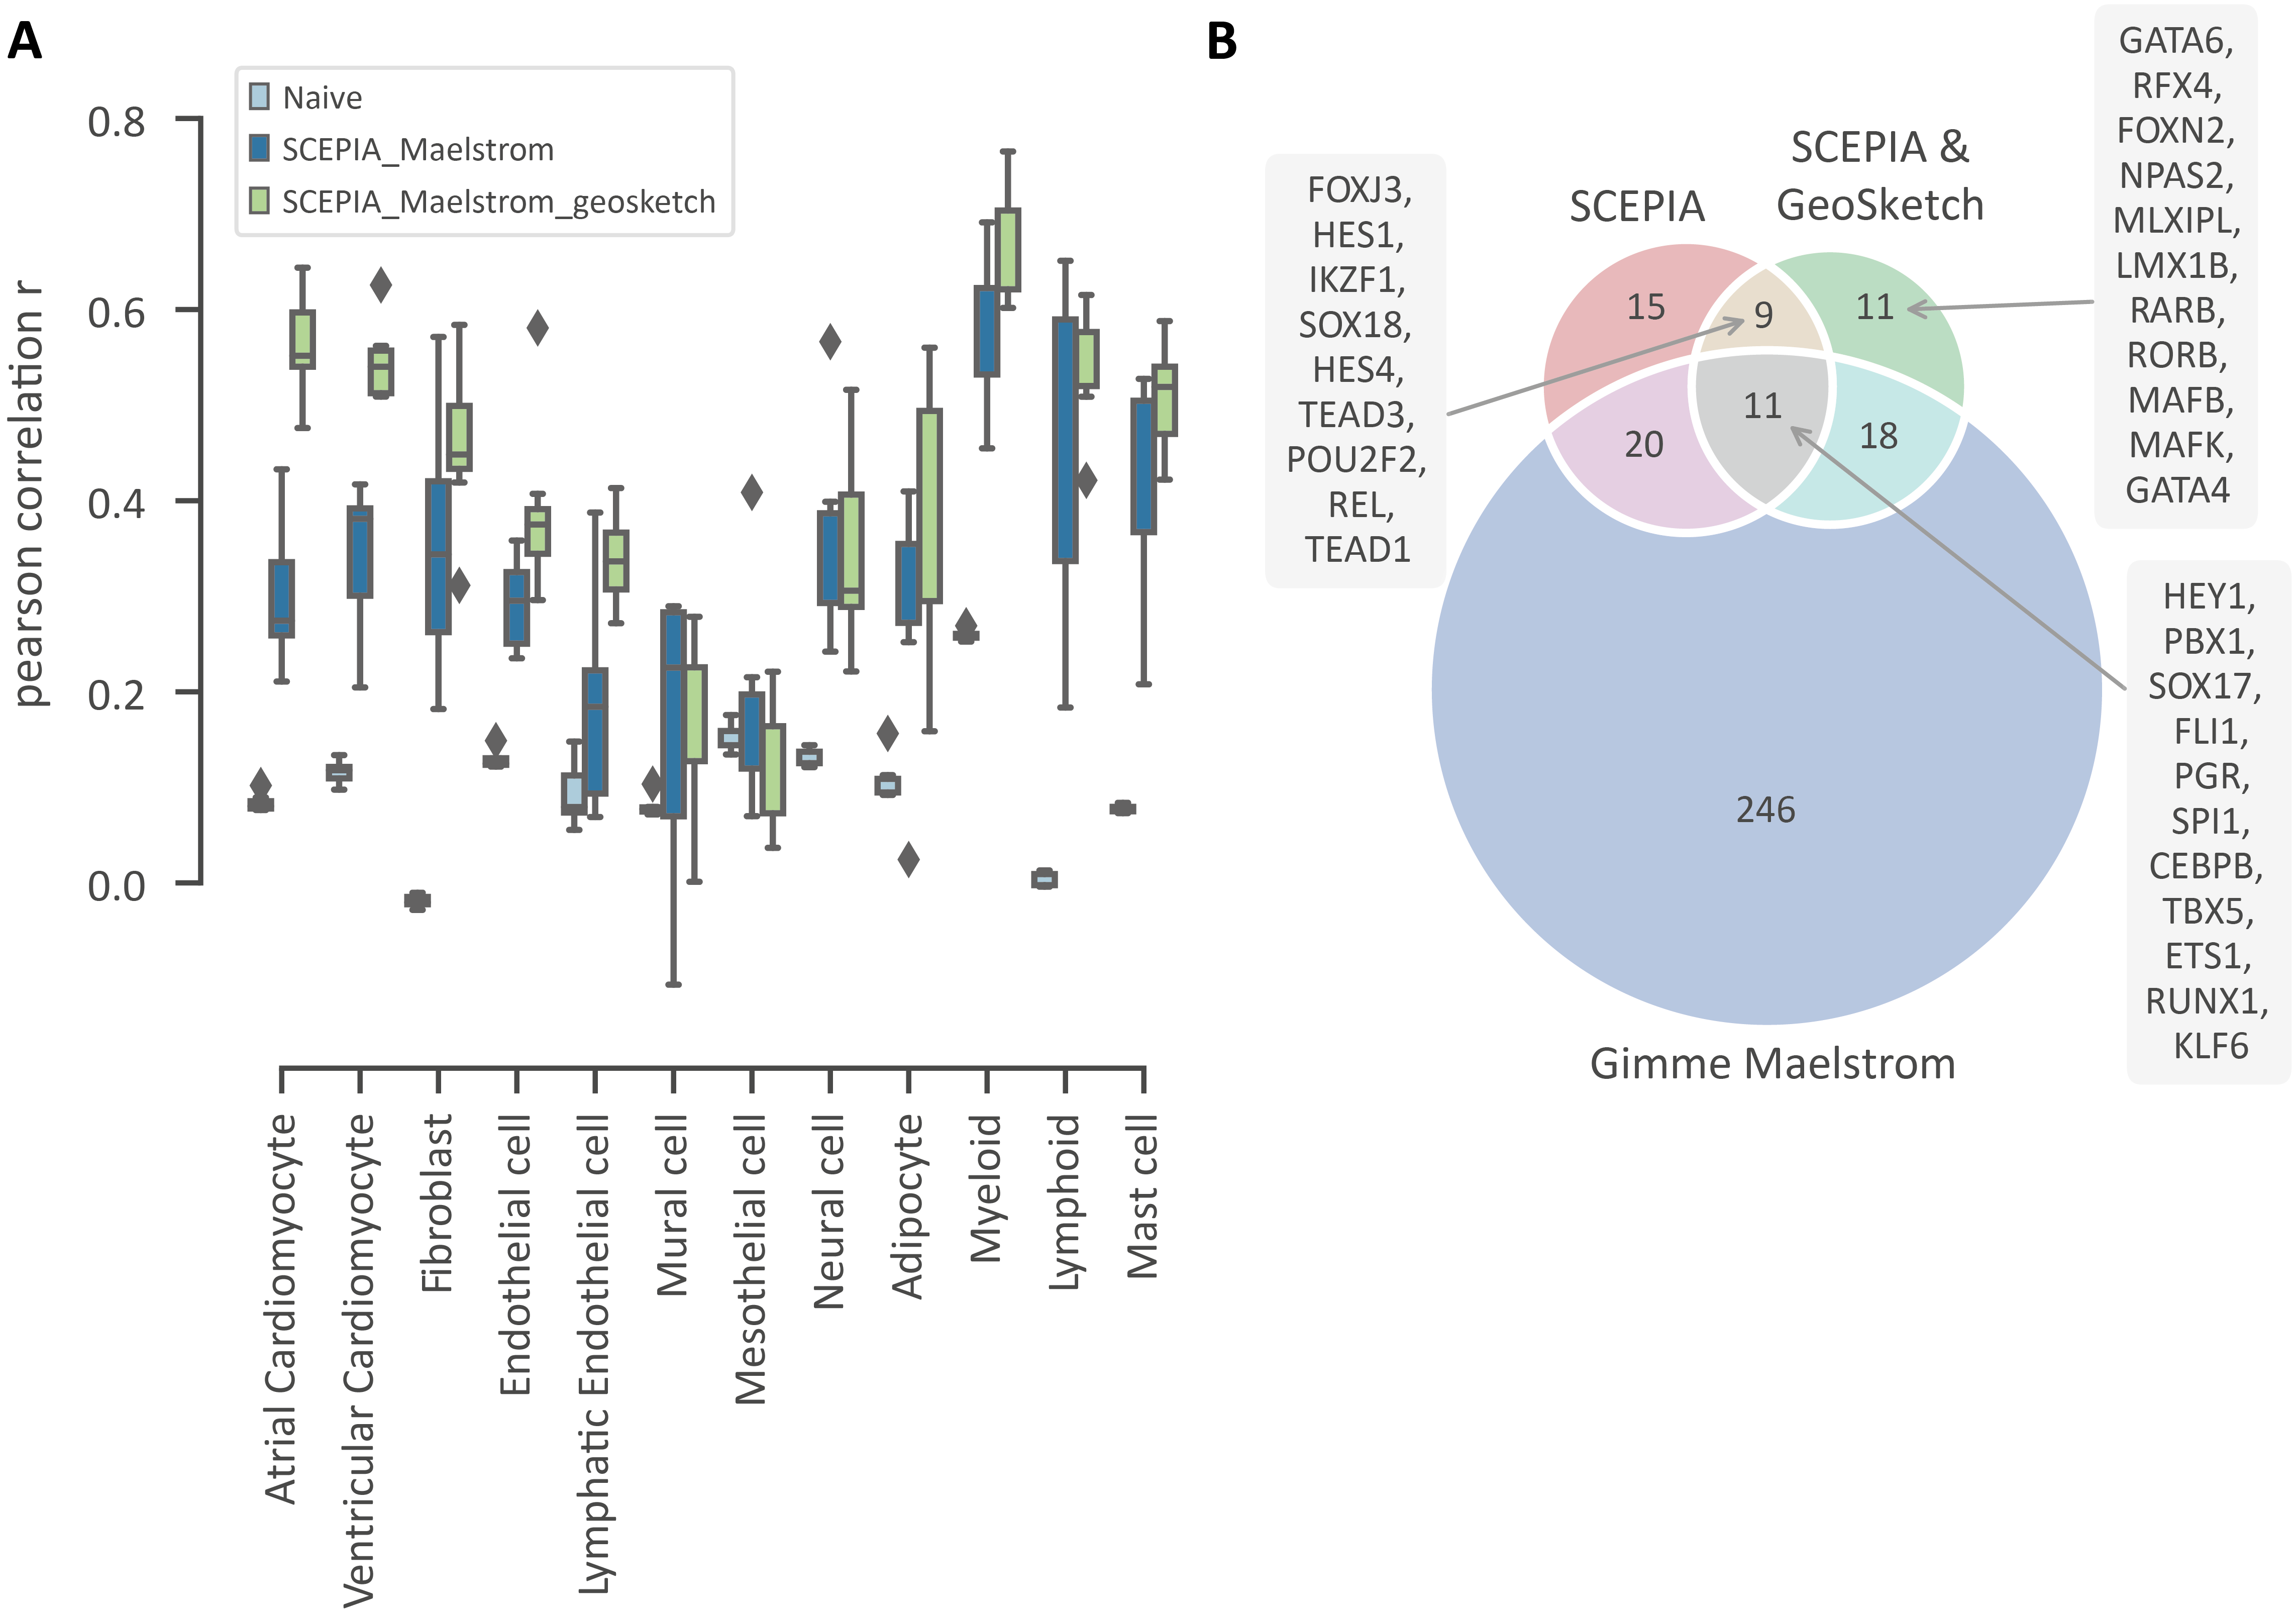 A
Naive
SCEPIA_Maelstrom
SCEPIA_Maelstrom_geosketch
pearson correlation r
0.8
0.6
0.4
0.2
0.0
Atrial Cardiomyocyte
Ventricular Cardiomyocyte
Fibroblast
Endothelial cell
Lymphatic Endothelial cell
Mural cell
Mesothelial cell
Neural cell
Adipocyte
Myeloid
Lymphoid
Mast cell
B
SCEPIA
SCEPIA &
GeoSketch
15
9
11
11
20
18
246
Gimme Maelstrom
FOXJ3,
HES1,
IKZF1,
SOX18,
HES4,
TEAD3,
POU2F2,
REL,
TEAD1
GATA6,
RFX4,
FOXN2,
NPAS2,
MLXIPL,
LMX1B,
RARB,
RORB,
MAFB,
MAFK,
GATA4
HEY1,
PBX1,
SOX17,
FLI1,
PGR,
SPI1,
CEBPB,
TBX5,
ETS1,
RUNX1,
KLF6